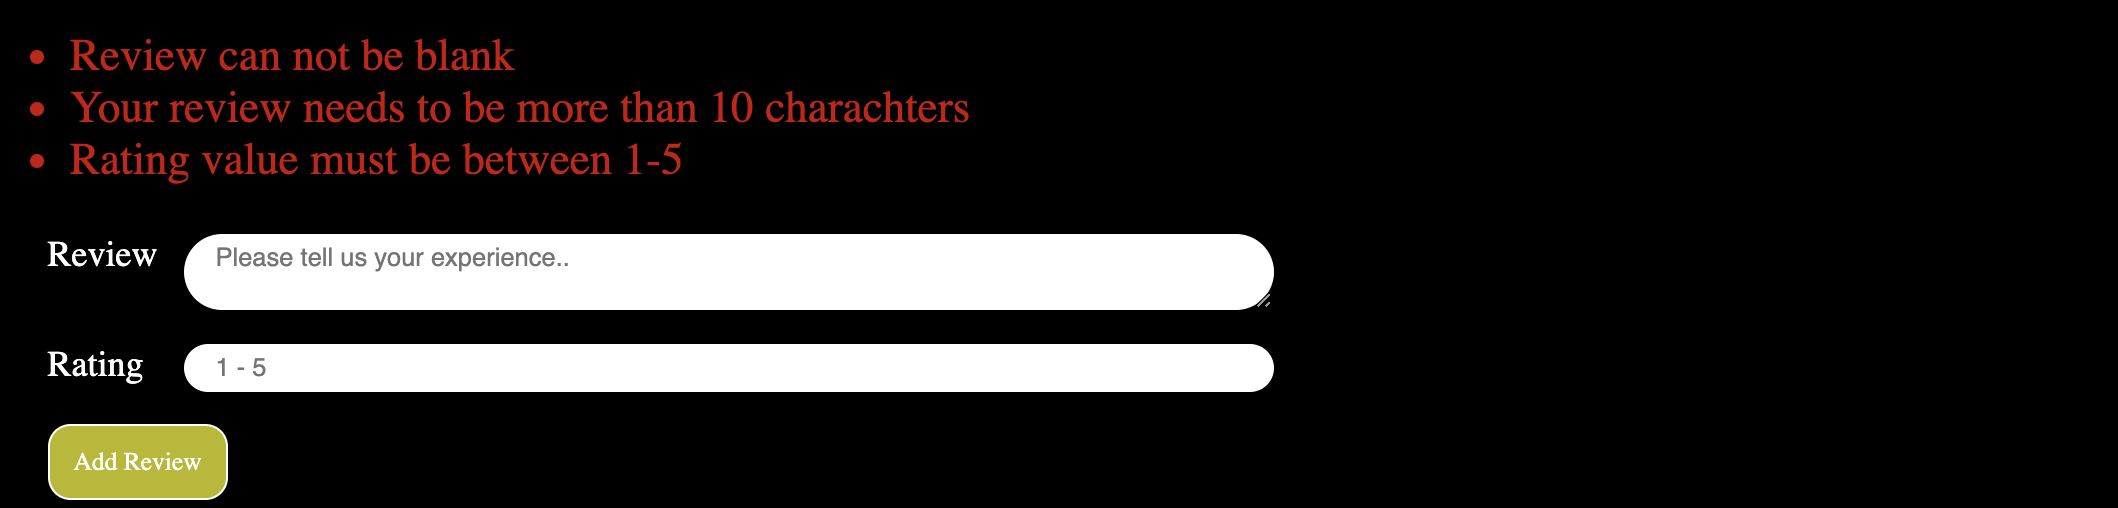 Review can not be blank
Your review needs to be more than 10 charachters
Rating value must be between 1-5
Review
Please tell us your experience..
Rating
1 - 5
Add Review